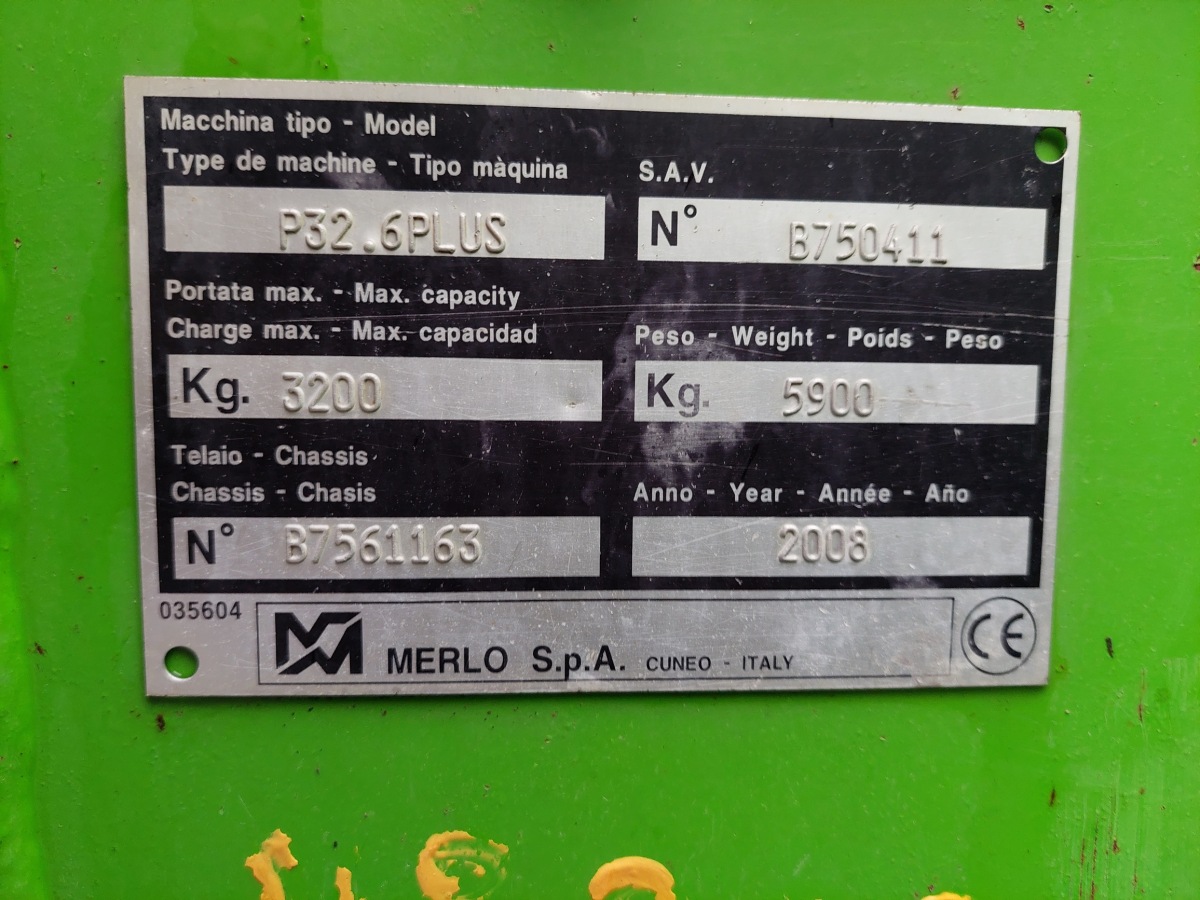 Macchina tipo - Model
Type de machine - Tipo màquina
P32.6PLUS
S.A.V.
N° B750411
Portata max. - Max. capacity
Charge max. - Max. capacidad
Kg. 3200
Peso - Weight - Poids - Peso
Kg. 5900
Telaio - Chassis
Chassis - Chasis
N° B7561163
Anno - Year - Année - Año
2008
035604
MERLO S.p.A. CUNEO - ITALY
CE